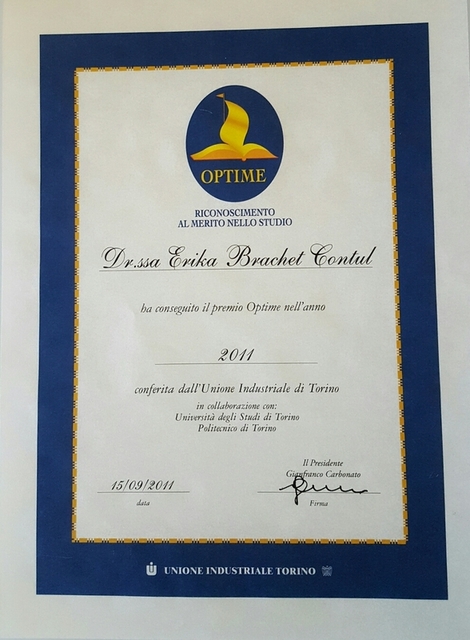 OPTIME
RICONOSCIMENTO
AL MERITO NELLO STUDIO
Dr.ssa Erika Brachet Contul
ha conseguito il premio Optime nell'anno
2011
conferita dall'Unione Industriale di Torino
in collaborazione con:
Università degli Studi di Torino
Politecnico di Torino
Il Presidente
Gianfranco Carbonato
15/09/2011
data
Firma
UNIONE INDUSTRIALE TORINO